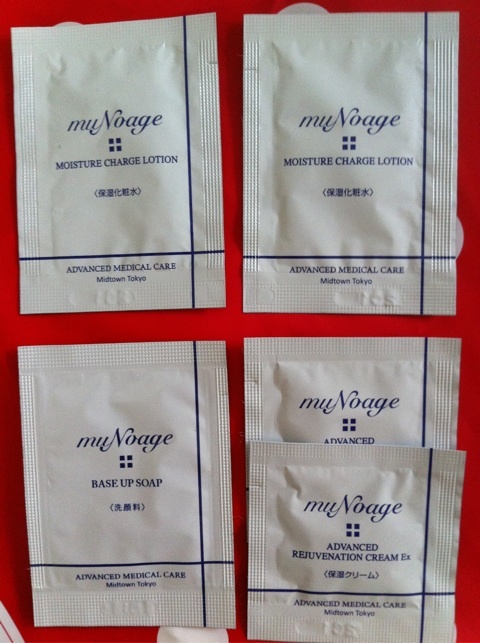 muNoage
MOISTURE CHARGE LOTION
〈保湿化粧水〉
ADVANCED MEDICAL CARE
Midtown Tokyo
muNoage
MOISTURE CHARGE LOTION
〈保湿化粧水〉
ADVANCED MEDICAL CARE
Midtown Tokyo
muNoage
BASE UP SOAP
〈洗顔料〉
ADVANCED MEDICAL CARE
Midtown Tokyo
muNoage
ADVANCED
muNoage
ADVANCED
REJUVENATION CREAM Ex
〈保湿クリーム〉
ADVANCED MEDICAL CARE
Midtown Tokyo